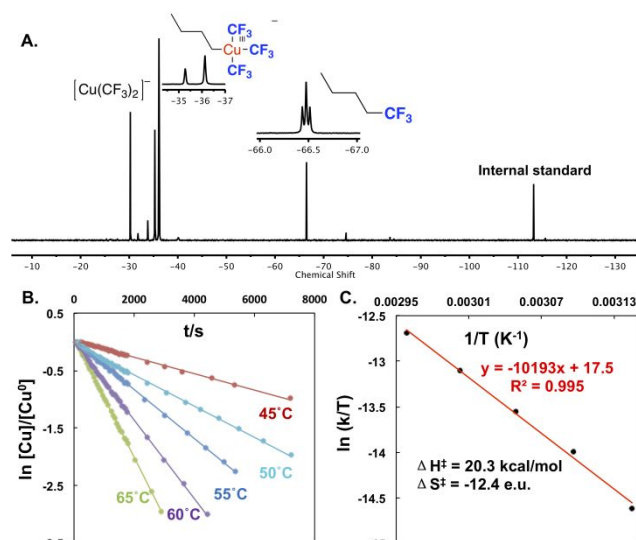 A.
[Cu(CF₃)₂]⁻
CF₃
III
Cu–CF₃
CF₃
−
-35 -36 -37
CF₃
-66.0 -66.5 -67.0
Internal standard
-10 -20 -30 -40 -50 -60 -70 -80 -90 -100 -110 -120 -130
Chemical Shift
B.
t/s
0 2000 4000 6000 8000
0.5
-0.5
-1.5
-2.5
ln [Cu]/[Cu⁰]
45°C
50°C
55°C
60°C
65°C
C.
0.00295 0.00301 0.00307 0.00313
1/T (K⁻¹)
-12.5
-13
-13.5
-14
-14.5
ln (k/T)
y = -10193x + 17.5
R² = 0.995
Δ H‡ = 20.3 kcal/mol
Δ S‡ = -12.4 e.u.